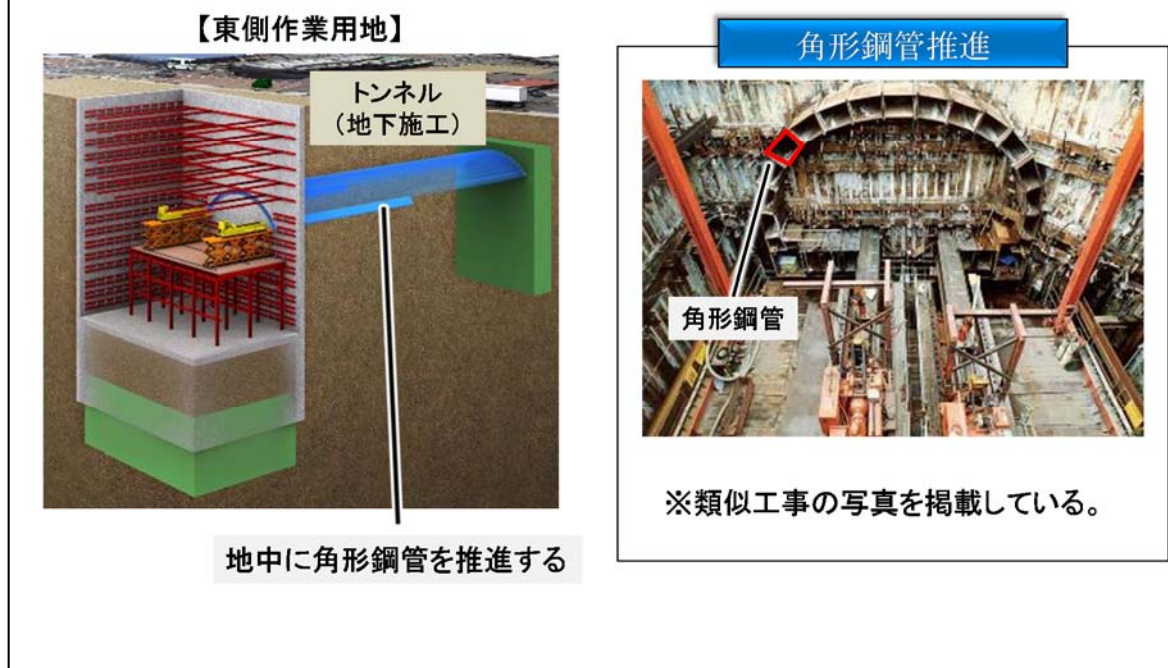 【東側作業用地】
トンネル
(地下施工)
地中に角形鋼管を推進する
角形鋼管推進
角形鋼管
※類似工事の写真を掲載している。